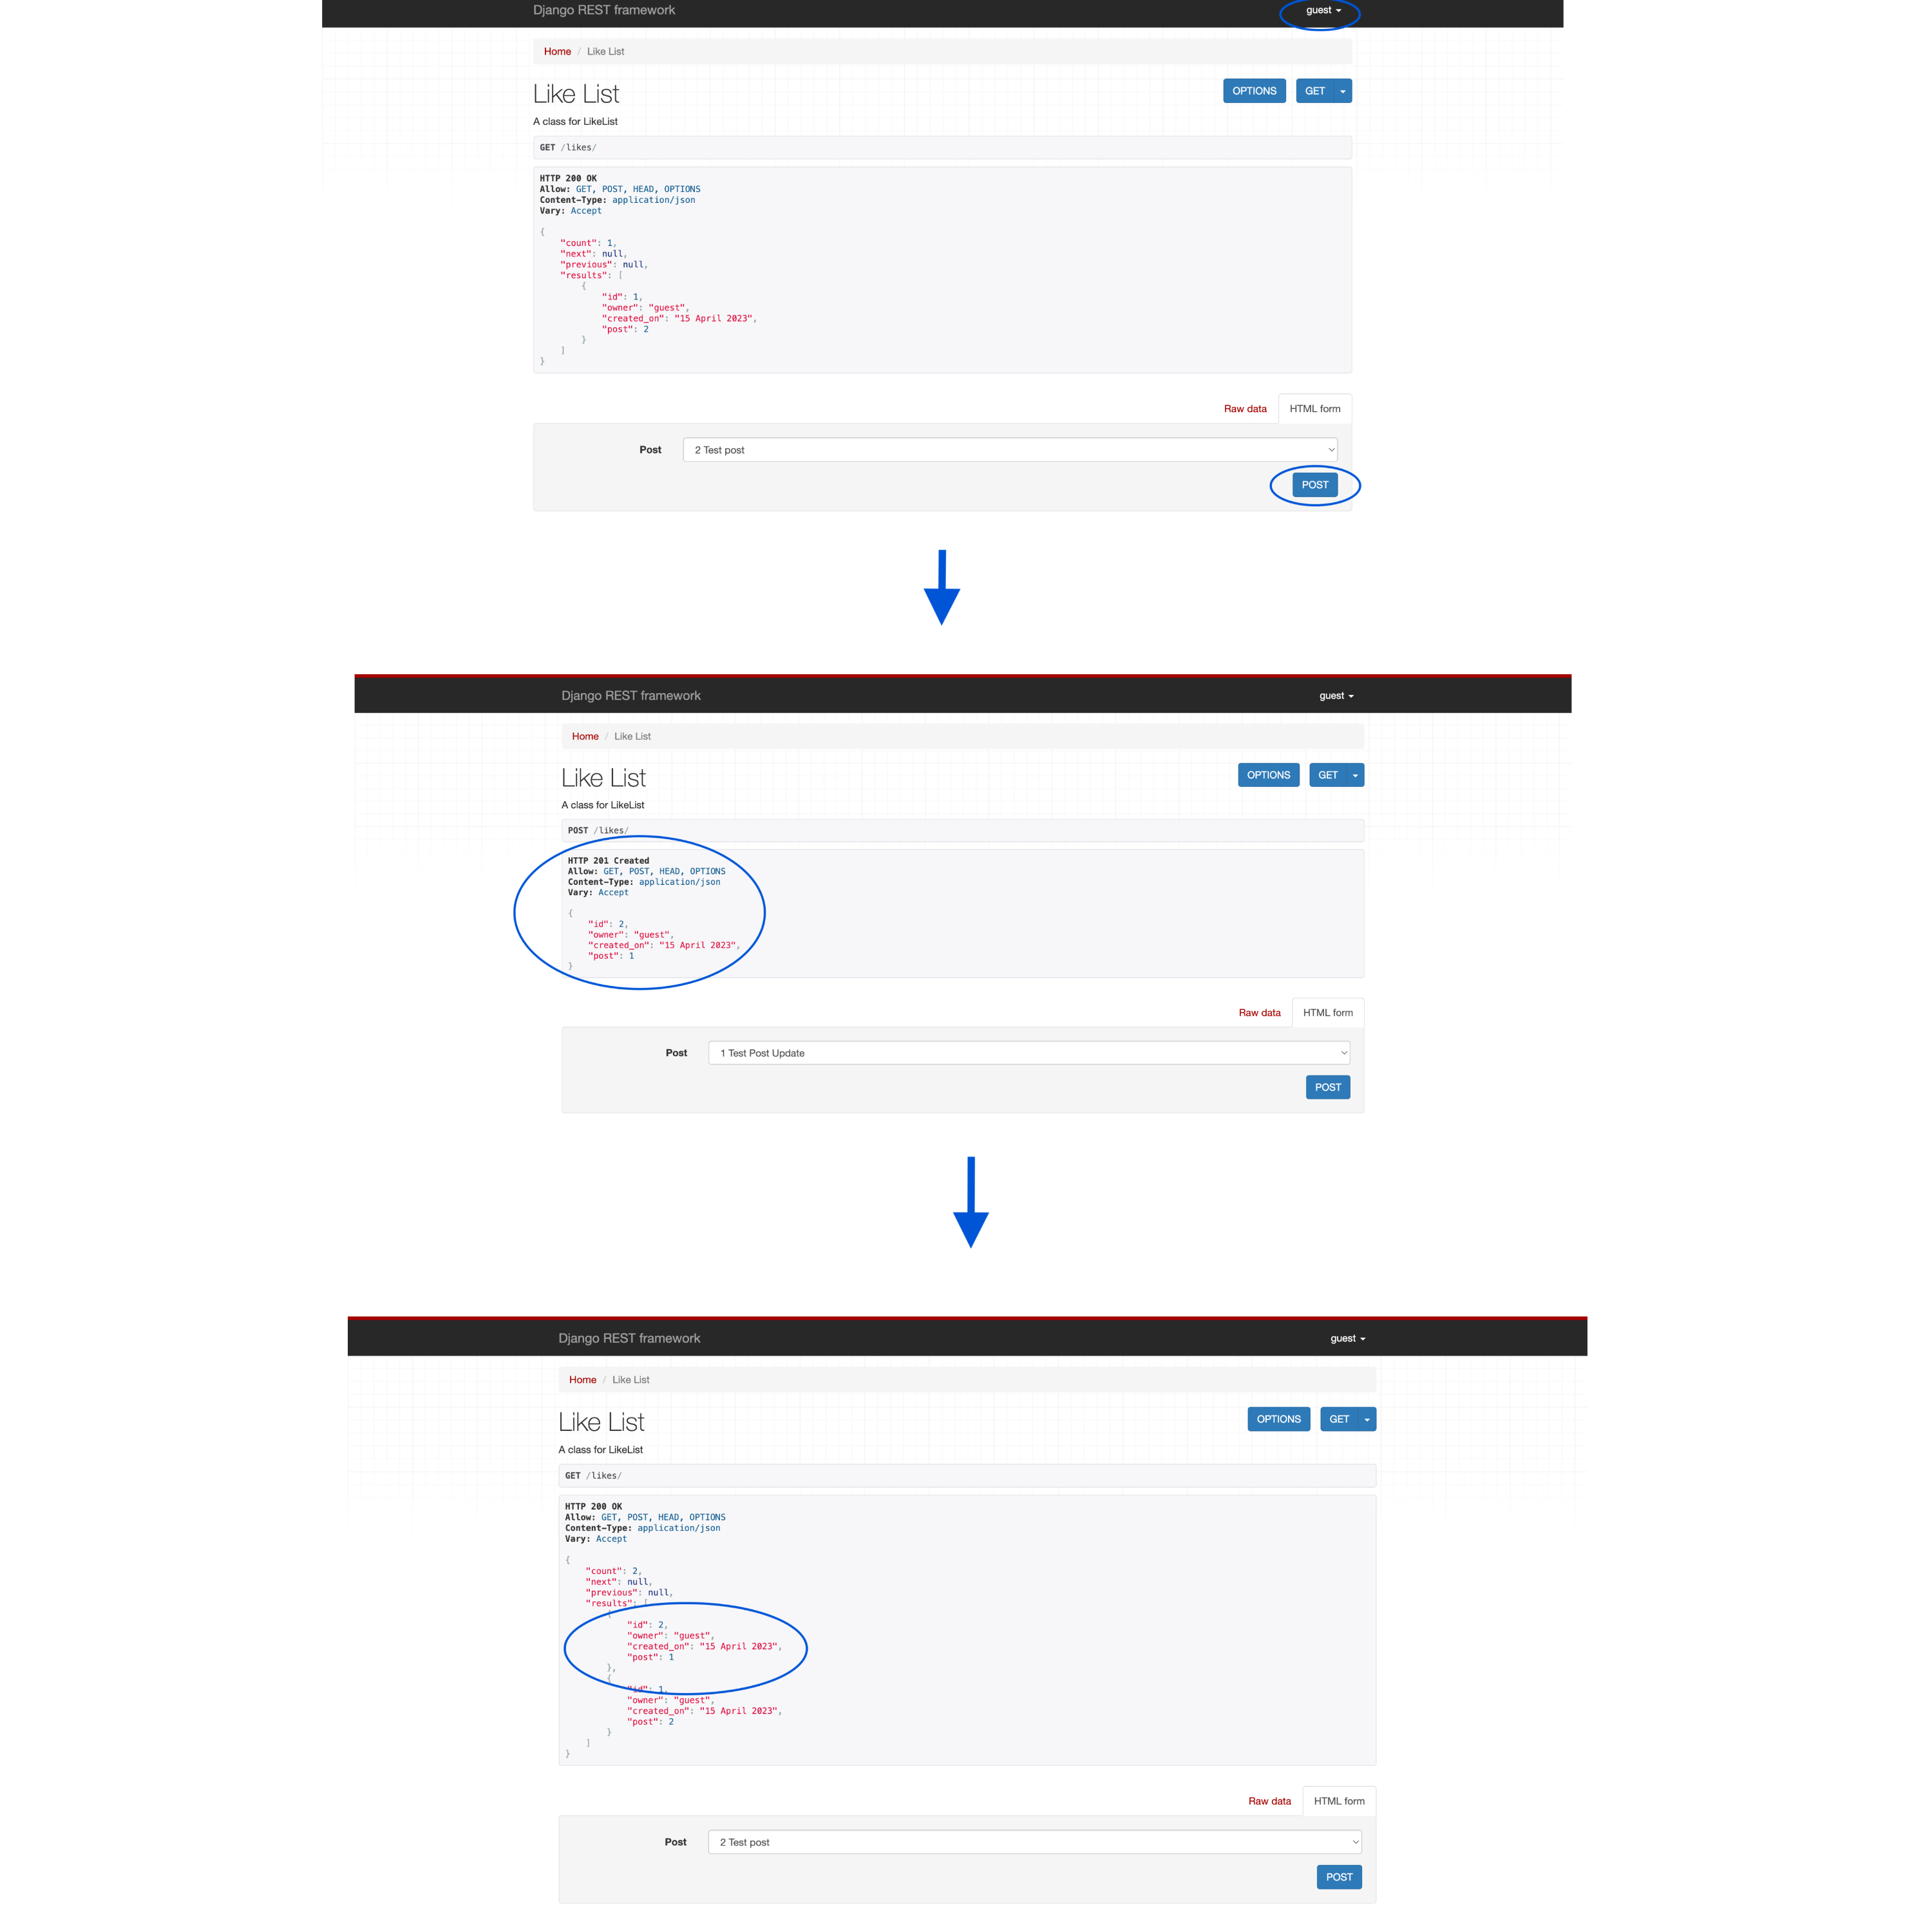 Django REST framework guest
Home / Like List
Like List OPTIONS GET
A class for LikeList
GET /likes/
HTTP 200 OK
Allow: GET, POST, HEAD, OPTIONS
Content-Type: application/json
Vary: Accept
{
"count": 1,
"next": null,
"previous": null,
"results": [
{
"id": 1,
"owner": "guest",
"created_on": "15 April 2023",
"post": 2
}
]
}
Raw data HTML form
Post 2 Test post
POST
Django REST framework guest
Home / Like List
Like List OPTIONS GET
A class for LikeList
POST /likes/
HTTP 201 Created
Allow: GET, POST, HEAD, OPTIONS
Content-Type: application/json
Vary: Accept
{
"id": 2,
"owner": "guest",
"created_on": "15 April 2023",
"post": 1
}
Raw data HTML form
Post 1 Test Post Update
POST
Django REST framework guest
Home / Like List
Like List OPTIONS GET
A class for LikeList
GET /likes/
HTTP 200 OK
Allow: GET, POST, HEAD, OPTIONS
Content-Type: application/json
Vary: Accept
{
"count": 2,
"next": null,
"previous": null,
"results": [
{
"id": 2,
"owner": "guest",
"created_on": "15 April 2023",
"post": 1
},
{
"id": 1,
"owner": "guest",
"created_on": "15 April 2023",
"post": 2
}
]
}
Raw data HTML form
Post 2 Test post
POST